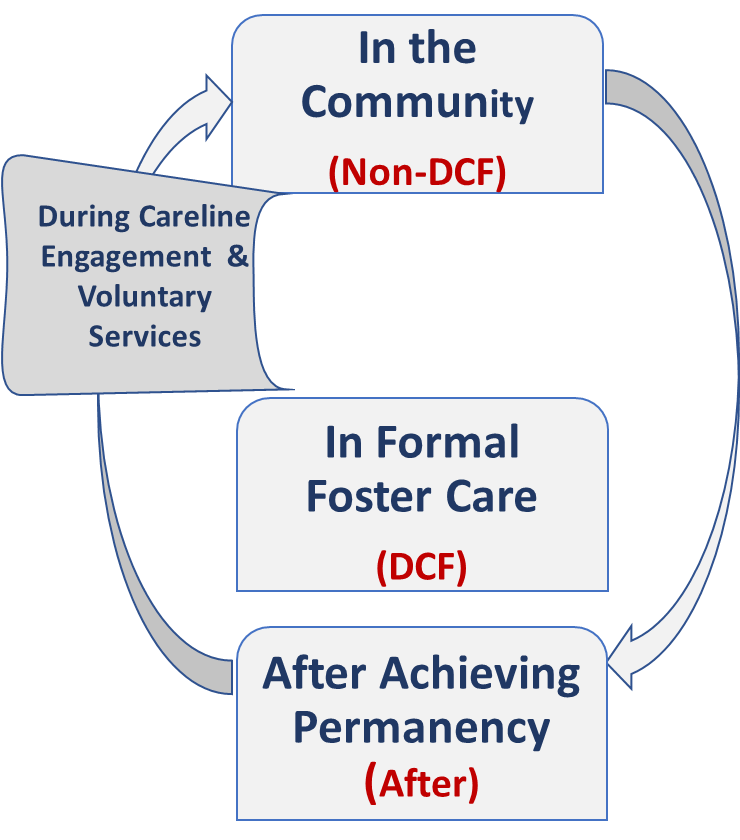 In the
Community
(Non-DCF)
During Careline
Engagement &
Voluntary
Services
In Formal
Foster Care
(DCF)
After Achieving
Permanency
(After)